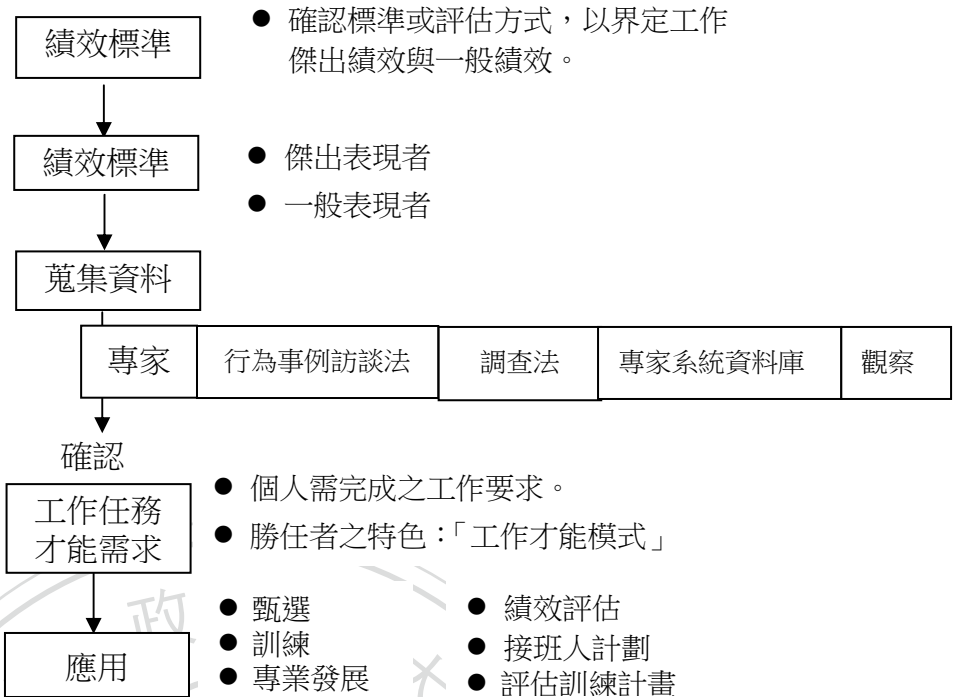 績效標準
● 確認標準或評估方式，以界定工作
傑出績效與一般績效。
績效標準
● 傑出表現者
● 一般表現者
蒐集資料
專家 行為事例訪談法 調查法 專家系統資料庫 觀察
確認
工作任務
才能需求
● 個人需完成之工作要求。
● 勝任者之特色：「工作才能模式」
應用
● 甄選
● 訓練
● 專業發展
● 績效評估
● 接班人計劃
● 評估訓練計畫
政